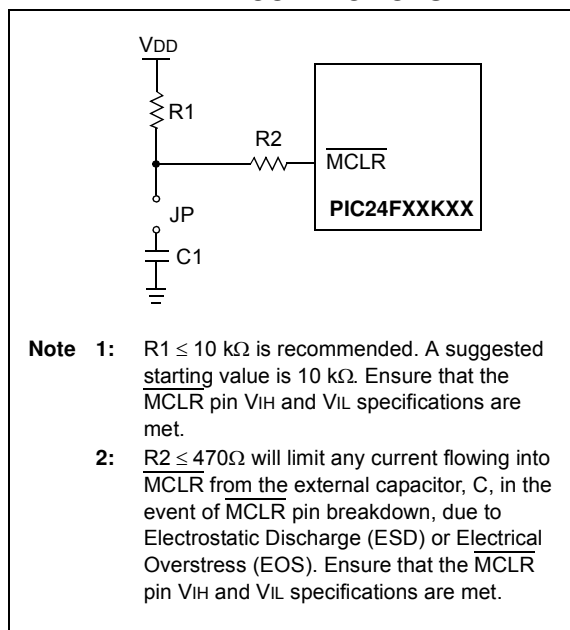 VDD
R1
R2
MCLR
PIC24FXXKXX
JP
C1
Note 1: R1 ≤ 10 kΩ is recommended. A suggested
starting value is 10 kΩ. Ensure that the
MCLR pin VIH and VIL specifications are
met.
2: R2 ≤ 470Ω will limit any current flowing into
MCLR from the external capacitor, C, in the
event of MCLR pin breakdown, due to
Electrostatic Discharge (ESD) or Electrical
Overstress (EOS). Ensure that the MCLR
pin VIH and VIL specifications are met.